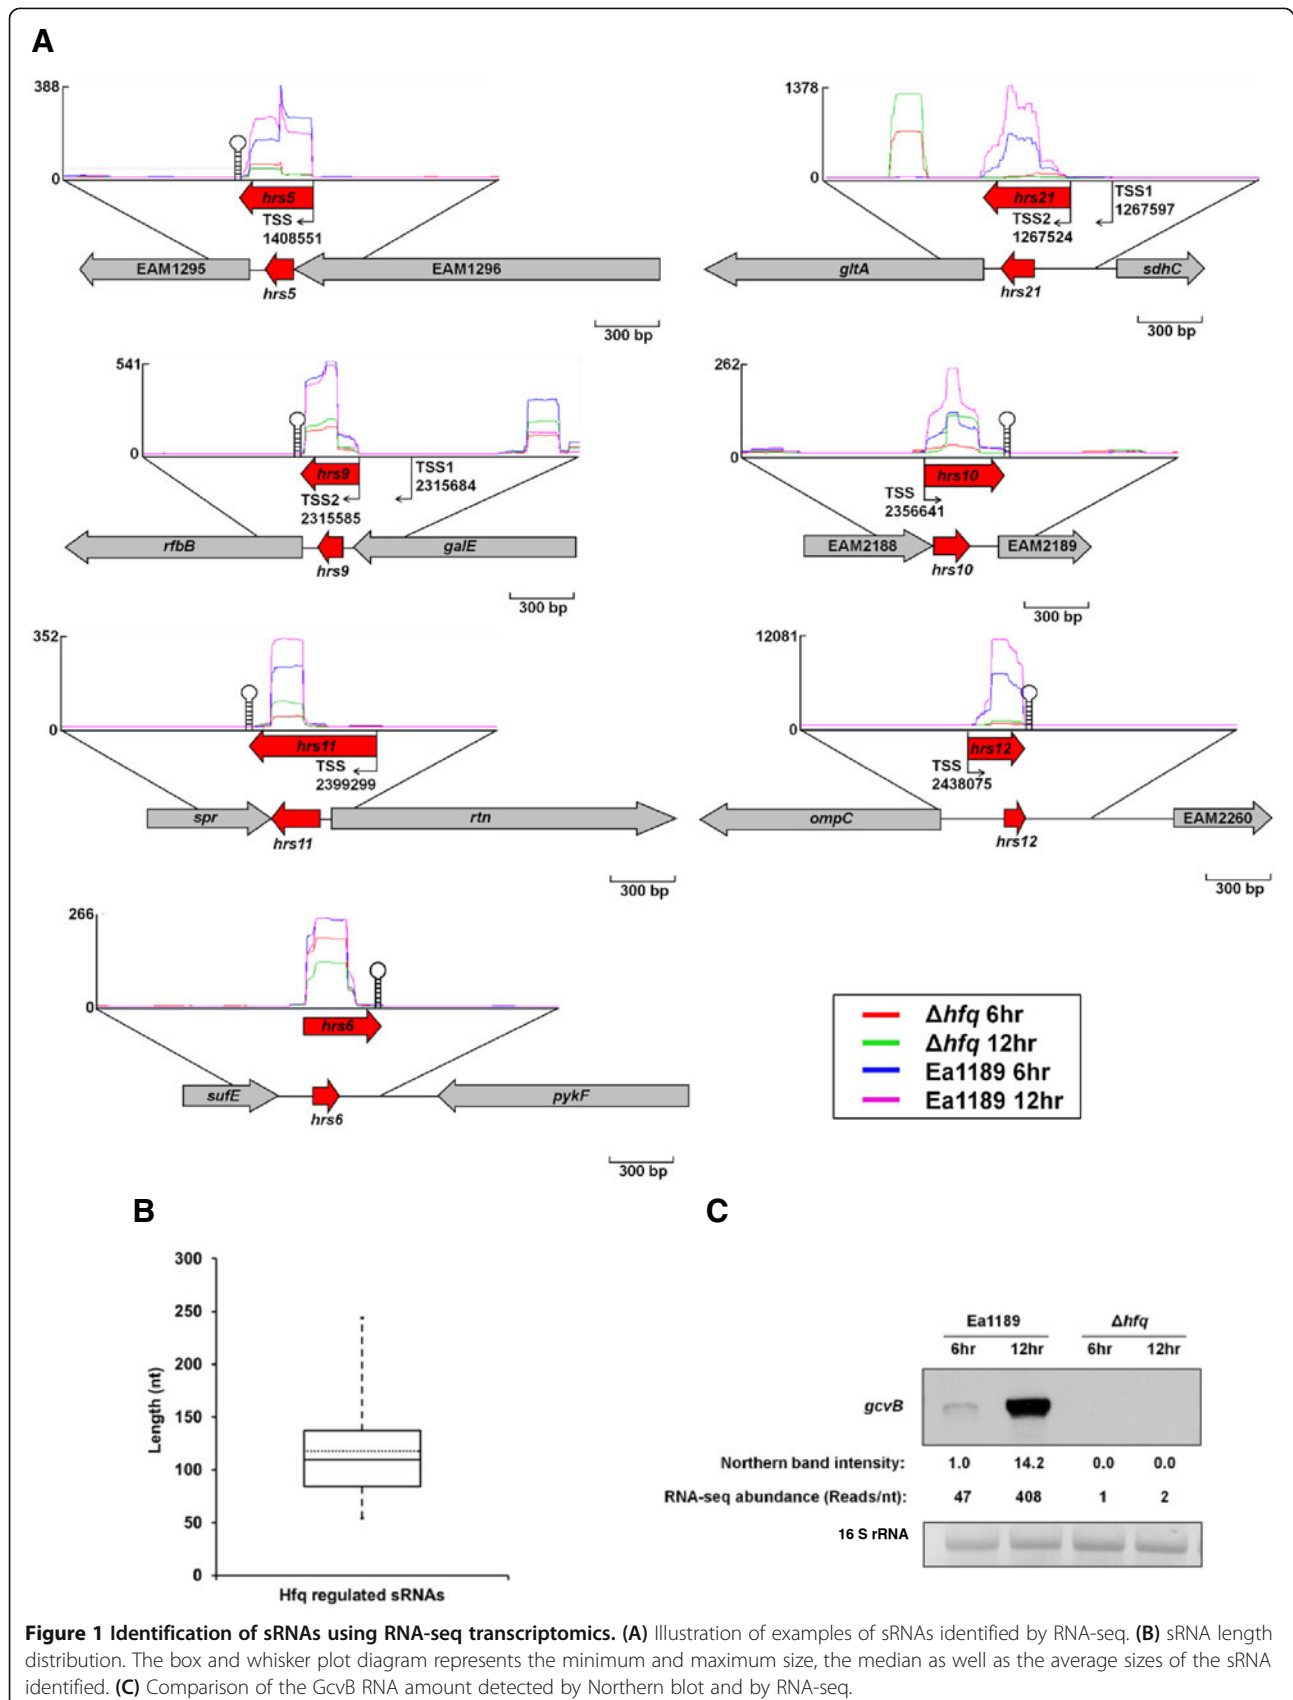 A
388
0
hrs5
TSS
1408551
EAM1295
EAM1296
hrs5
300 bp
1378
0
hrs21
TSS1
1267597
TSS2
1267524
gltA
sdhC
hrs21
300 bp
541
0
hrs9
TSS1
2315684
TSS2
2315585
rfbB
galE
hrs9
300 bp
262
0
hrs10
TSS
2356641
EAM2188
EAM2189
hrs10
300 bp
352
0
hrs11
TSS
2399299
spr
rtn
hrs11
300 bp
12081
0
hrs12
TSS
2438075
ompC
EAM2260
hrs12
300 bp
266
0
hrs6
sufE
pykF
hrs6
300 bp
Δhfq 6hr
Δhfq 12hr
Ea1189 6hr
Ea1189 12hr
B
300
250
200
150
100
50
0
Length (nt)
Hfq regulated sRNAs
C
Ea1189 Δhfq
6hr 12hr 6hr 12hr
gcvB
Northern band intensity: 1.0 14.2 0.0 0.0
RNA-seq abundance (Reads/nt): 47 408 1 2
16 S rRNA
Figure 1 Identification of sRNAs using RNA-seq transcriptomics. (A) Illustration of examples of sRNAs identified by RNA-seq. (B) sRNA length
distribution. The box and whisker plot diagram represents the minimum and maximum size, the median as well as the average sizes of the sRNA
identified. (C) Comparison of the GcvB RNA amount detected by Northern blot and by RNA-seq.